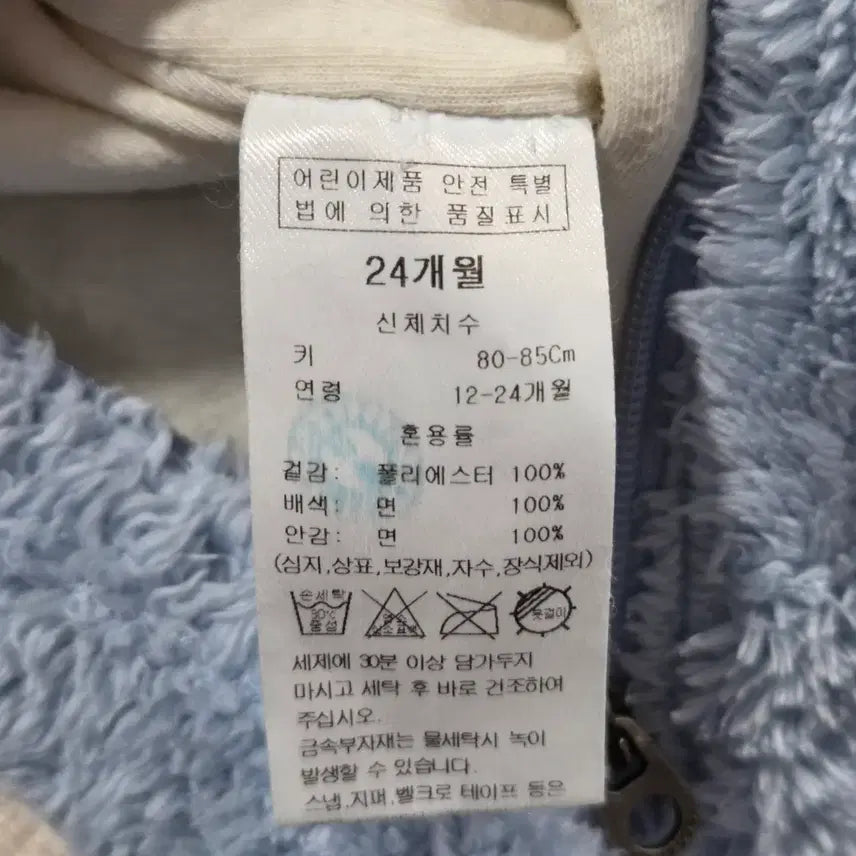 어린이제품 안전 특별
법에 의한 품질표시
24개월
신체치수
키 80-85Cm
연령 12-24개월
혼용률
겉감: 폴리에스터 100%
배색: 면 100%
안감: 면 100%
(심지,상표,보강재,자수,장식제외)
손세탁
30℃
중성
염소표백
옷걸이
세제에 30분 이상 담가두지
마시고 세탁 후 바로 건조하여
주십시오.
금속부자재는 물세탁시 녹이
발생할 수 있습니다.
스냅,지퍼,벨크로 테이프 등은